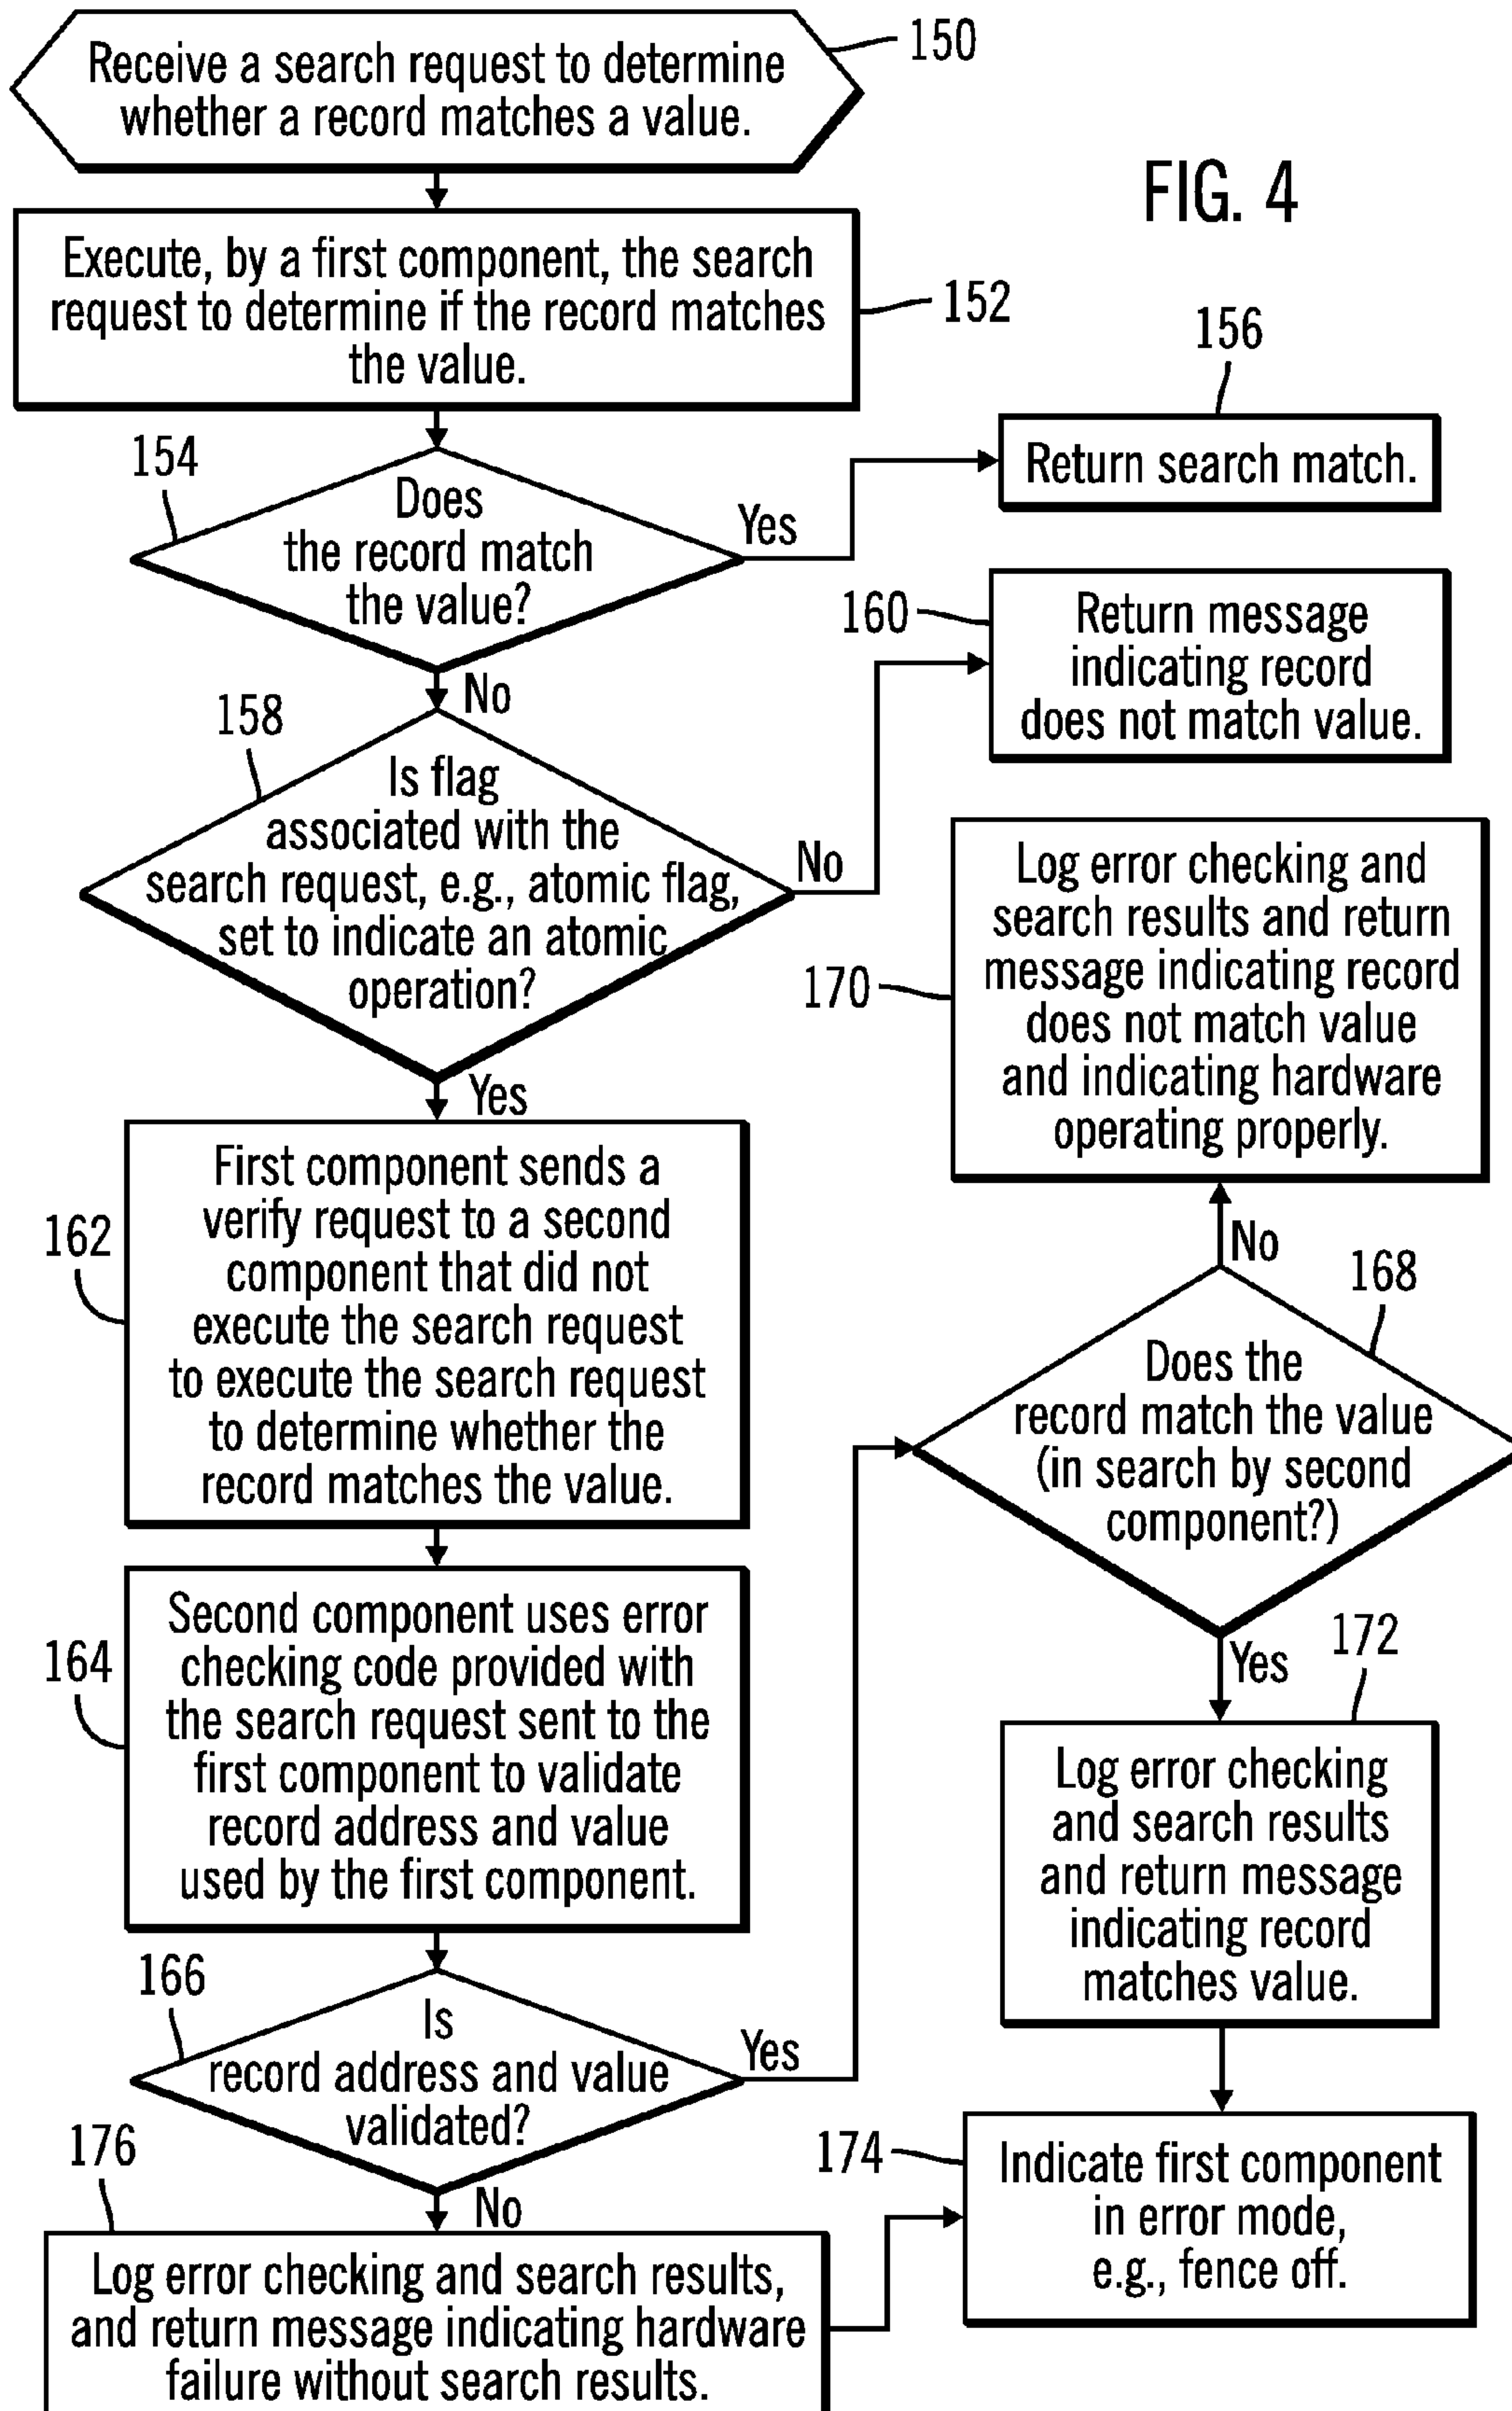 Receive a search request to determine
whether a record matches a value.
150
FIG. 4
Execute, by a first component, the search
request to determine if the record matches
the value.
152
154
Does
the record match
the value?
Yes
No
156
Return search match.
158
Is flag
associated with the
search request, e.g., atomic flag,
set to indicate an atomic
operation?
No
Yes
160
Return message
indicating record
does not match value.
162
First component sends a
verify request to a second
component that did not
execute the search request
to execute the search request
to determine whether the
record matches the value.
164
Second component uses error
checking code provided with
the search request sent to the
first component to validate
record address and value
used by the first component.
166
Is
record address and value
validated?
Yes
No
168
Does the
record match the value
(in search by second
component?)
No
Yes
170
Log error checking and
search results and return
message indicating record
does not match value
and indicating hardware
operating properly.
172
Log error checking
and search results
and return message
indicating record
matches value.
174
Indicate first component
in error mode,
e.g., fence off.
176
Log error checking and search results,
and return message indicating hardware
failure without search results.